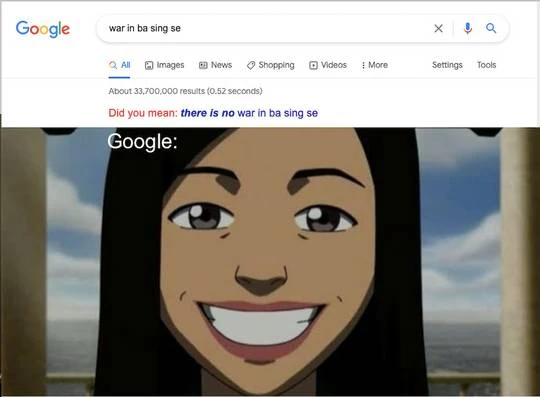 Google war in ba sing se
All Images News Shopping Videos More Settings Tools
About 33,700,000 results (0.52 seconds)
Did you mean: there is no war in ba sing se
Google: